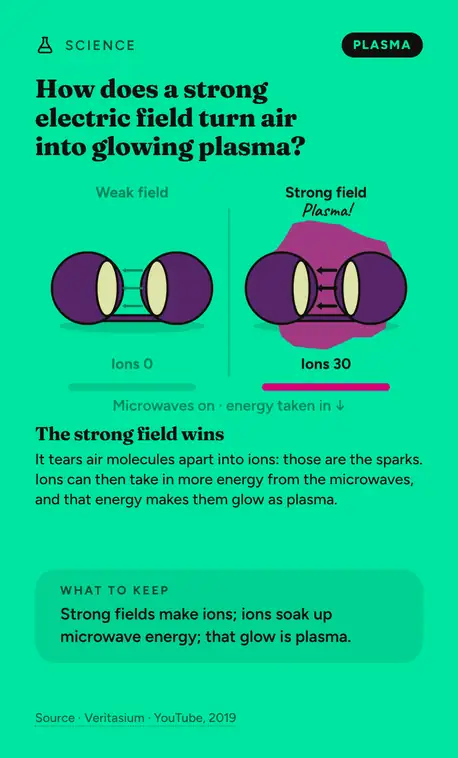 SCIENCE
PLASMA
How does a strong
electric field turn air
into glowing plasma?
Weak field
Strong field
Plasma!
Ions 0
Ions 30
Microwaves on · energy taken in ↓
The strong field wins
It tears air molecules apart into ions: those are the sparks.
Ions can then take in more energy from the microwaves,
and that energy makes them glow as plasma.
WHAT TO KEEP
Strong fields make ions; ions soak up
microwave energy; that glow is plasma.
Source · Veritasium · YouTube, 2019